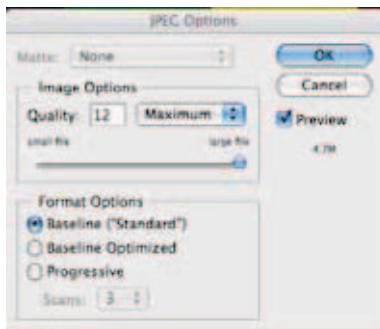 JPEG Options
Matte: None
OK
Cancel
Preview
4.7M
Image Options
Quality: 12 Maximum
small file large file
Format Options
Baseline ("Standard")
Baseline Optimized
Progressive
Scans: 3